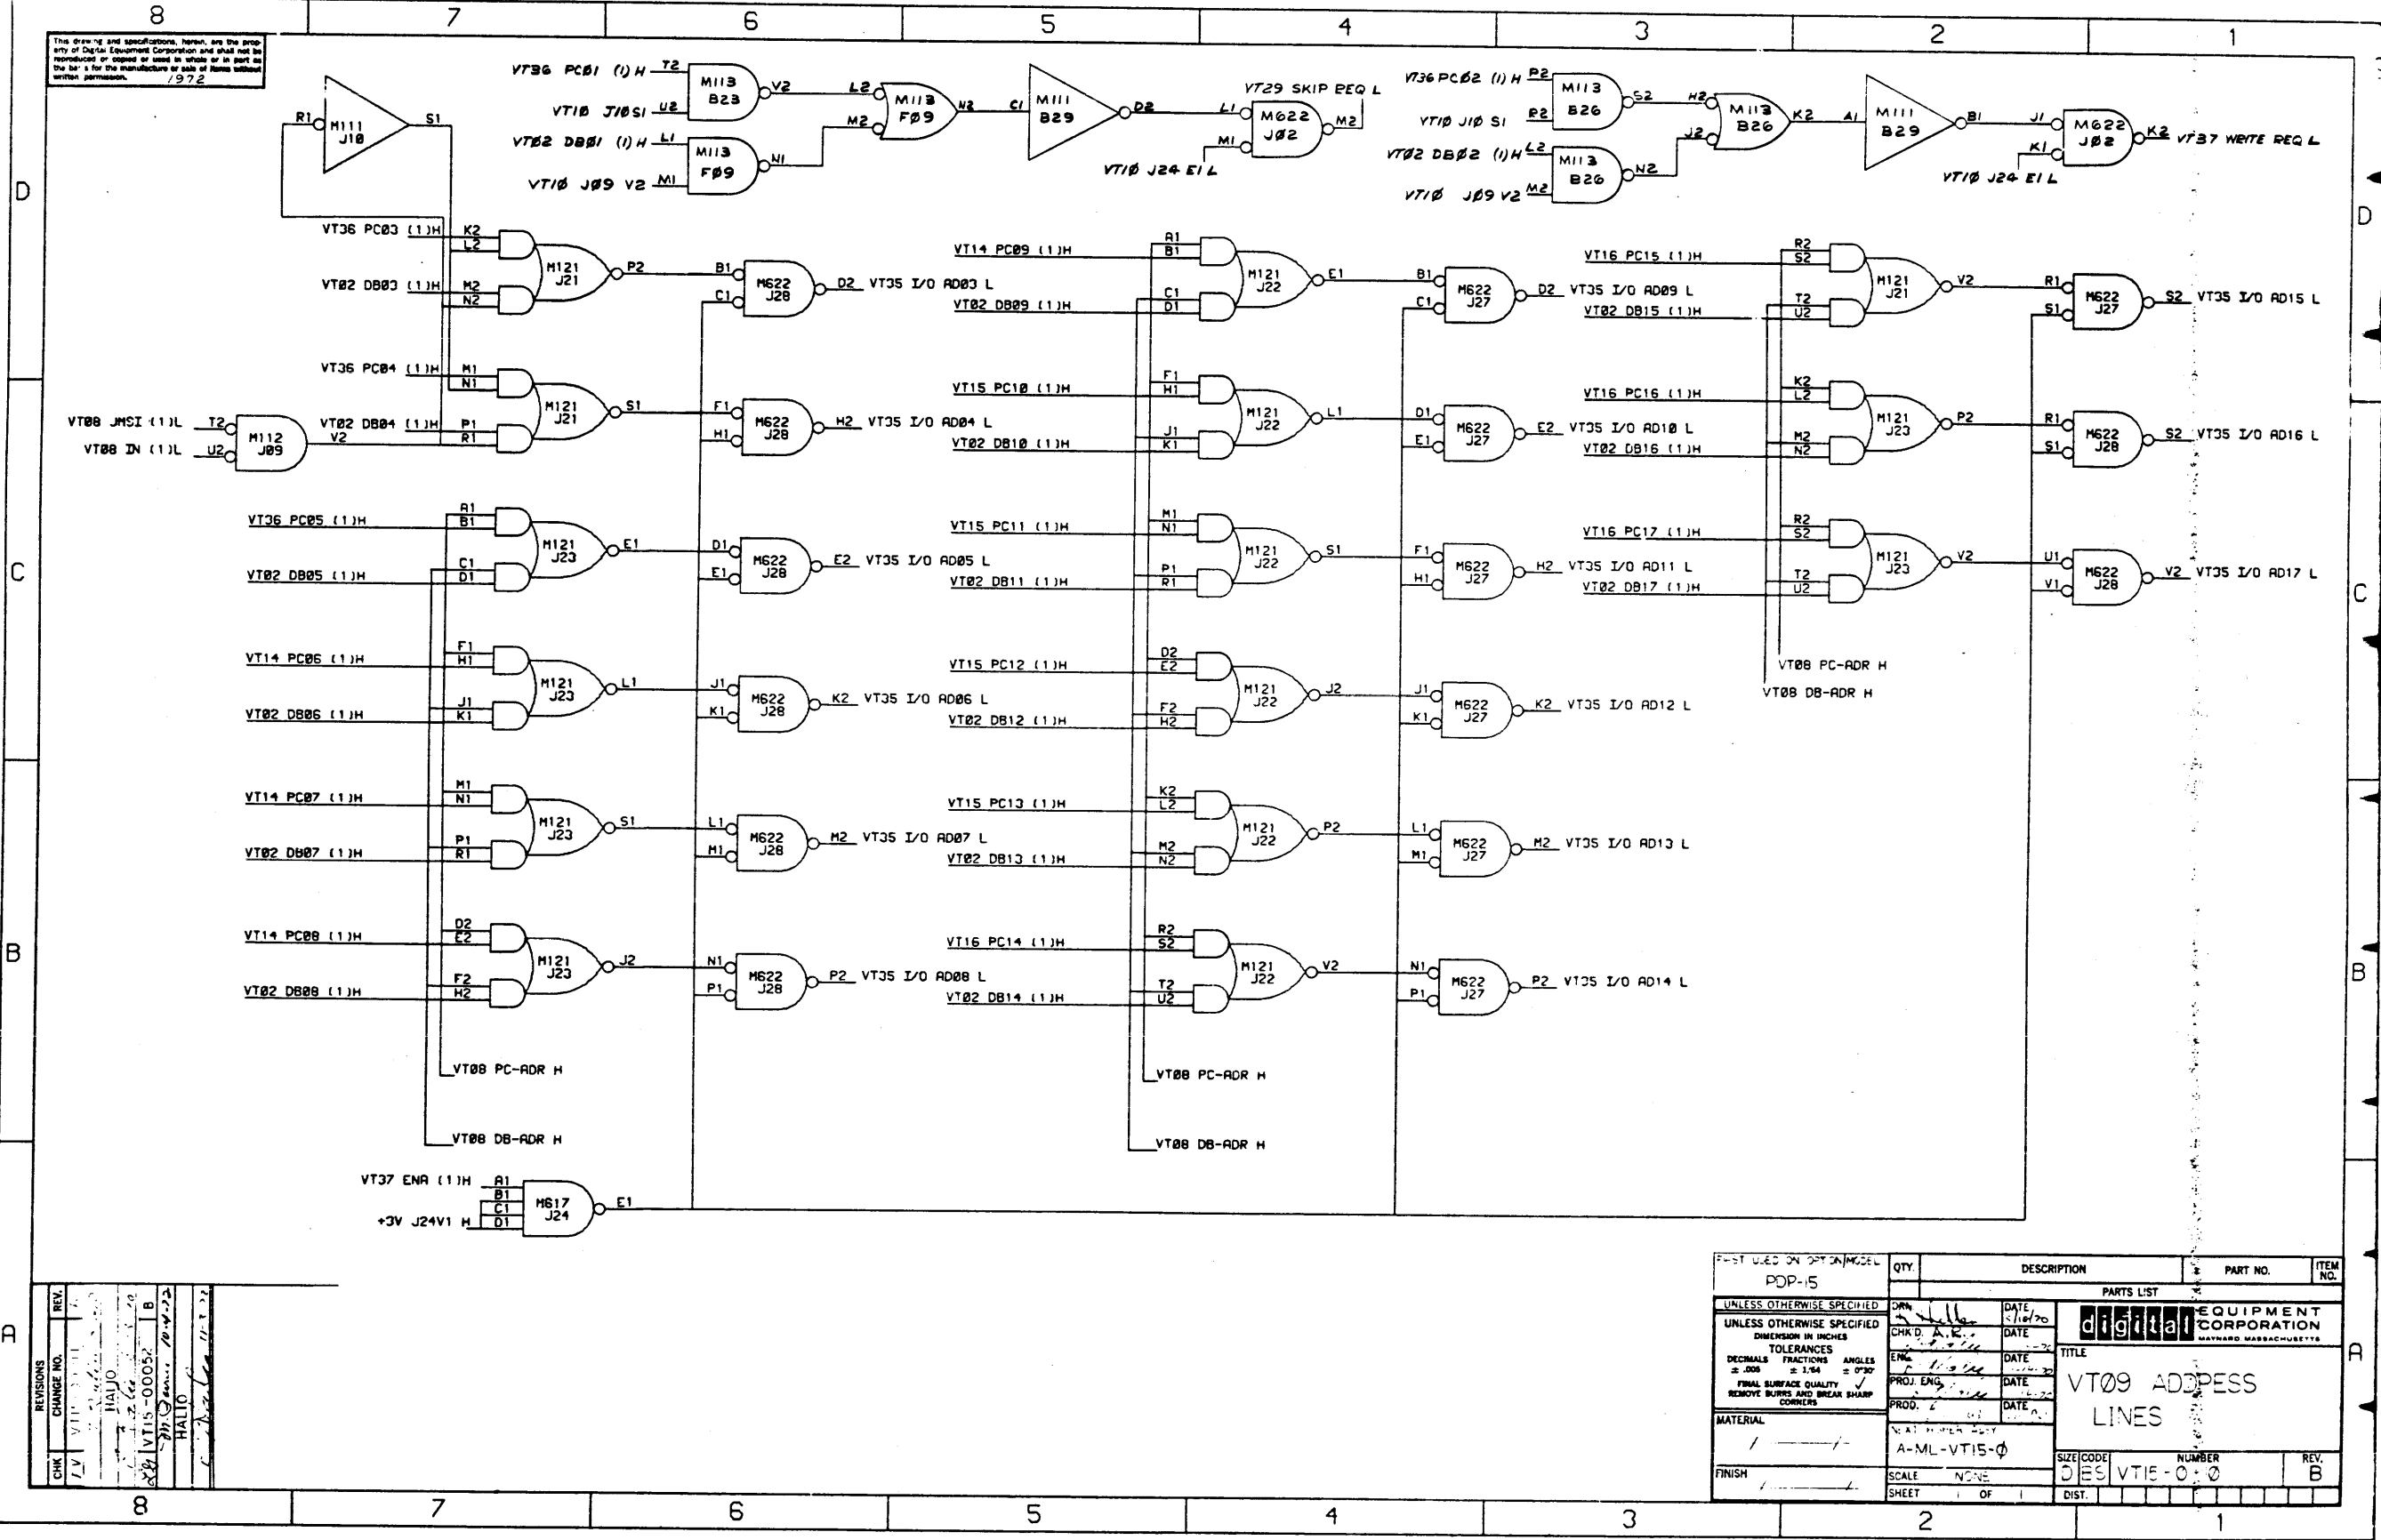 8 7 6 5 4 3 2 1
This drawing and specifications, herein, are the prop-
erty of Digital Equipment Corporation and shall not be
reproduced or copied or used in whole or in part as
the for the manufacture or sale of items without
written permission. 1972
R1 M111 J10 S1
VT36 PC01 (1) H T2
VT10 J10S1 U2
M113 B23 V2
VT02 DB01 (1) H L1
VT10 J09 V2 M1
M113 F09 N1
L2 M2 M113 F09 N2
C1 M111 B29 D2
L1 M1 M622 J02 M2
VT29 SKIP REQ L
VT10 J24 E1 L
VT36 PC02 (1) H P2
VT10 J10 S1 R2
M113 B26 S2
VT02 DB02 (1) H L2
VT10 J09 V2 M2
M113 B26 N2
H2 J2 M113 B26 K2
A1 M111 B29 B1
J1 K1 M622 J02 K2 VT37 WRITE REQ L
VT10 J24 E1 L
D
D
VT36 PC03 (1)H K2 L2
VT02 DB03 (1)H M2 N2
M121 J21 P2
B1 C1 M622 J28 D2 VT35 I/O AD03 L
VT14 PC09 (1)H A1 B1
VT02 DB09 (1)H C1 D1
M121 J22 E1
B1 C1 M622 J27 D2 VT35 I/O AD09 L
VT16 PC15 (1)H R2 S2
VT02 DB15 (1)H T2 U2
M121 J21 V2
R1 S1 M622 J27 S2 VT35 I/O AD15 L
VT36 PC04 (1)H M1 N1
VT02 DB04 (1)H P1 R1
M121 J21 S1
F1 H1 M622 J28 H2 VT35 I/O AD04 L
VT08 JMSI (1)L T2
VT08 IN (1)L U2
M112 J09 V2
VT15 PC10 (1)H F1 H1
VT02 DB10 (1)H J1 K1
M121 J22 L1
D1 E1 M622 J27 E2 VT35 I/O AD10 L
VT16 PC16 (1)H K2 L2
VT02 DB16 (1)H M2 N2
M121 J23 P2
R1 S1 M622 J28 S2 VT35 I/O AD16 L
C
C
VT36 PC05 (1)H A1 B1
VT02 DB05 (1)H C1 D1
M121 J23 E1
D1 E1 M622 J28 E2 VT35 I/O AD05 L
VT15 PC11 (1)H M1 N1
VT02 DB11 (1)H P1 R1
M121 J22 S1
F1 H1 M622 J27 H2 VT35 I/O AD11 L
VT16 PC17 (1)H R2 S2
VT02 DB17 (1)H T2 U2
M121 J23 V2
U1 V1 M622 J28 V2 VT35 I/O AD17 L
VT08 PC-ADR H
VT08 DB-ADR H
VT14 PC06 (1)H F1 H1
VT02 DB06 (1)H J1 K1
M121 J23 L1
J1 K1 M622 J28 K2 VT35 I/O AD06 L
VT15 PC12 (1)H D2 E2
VT02 DB12 (1)H F2 H2
M121 J22 J2
J1 K1 M622 J27 K2 VT35 I/O AD12 L
VT14 PC07 (1)H M1 N1
VT02 DB07 (1)H P1 R1
M121 J23 S1
L1 M1 M622 J28 M2 VT35 I/O AD07 L
VT15 PC13 (1)H K2 L2
VT02 DB13 (1)H M2 N2
M121 J22 P2
L1 M1 M622 J27 M2 VT35 I/O AD13 L
B
B
VT14 PC08 (1)H D2 E2
VT02 DB08 (1)H F2 H2
M121 J23 J2
N1 P1 M622 J28 P2 VT35 I/O AD08 L
VT16 PC14 (1)H R2 S2
VT02 DB14 (1)H T2 U2
M121 J22 V2
N1 P1 M622 J27 P2 VT35 I/O AD14 L
VT08 PC-ADR H
VT08 DB-ADR H
VT08 PC-ADR H
VT08 DB-ADR H
VT37 ENA (1)H A1
B1 C1
+3V J24V1 H D1
M617 J24 E1
A
A
REVISIONS
CHK CHANGE NO. REV.
HALIO
VT15-00052 B
10-4-72
HALIO
FIRST USED ON OPTION/MODEL
PDP-15
QTY. DESCRIPTION PART NO. ITEM NO.
PARTS LIST
UNLESS OTHERWISE SPECIFIED
UNLESS OTHERWISE SPECIFIED
DIMENSION IN INCHES
TOLERANCES
DECIMALS FRACTIONS ANGLES
± .005 ± 1/64 ± 0°30'
FINAL SURFACE QUALITY
REMOVE BURRS AND BREAK SHARP
CORNERS
MATERIAL
FINISH
DRN. DATE
CHK'D. A.K. DATE
ENG. DATE
PROJ. ENG. DATE
PROD. DATE
NEXT HIGHER ASSY
A-ML-VT15-0
SCALE NONE
SHEET 1 OF 1
digital EQUIPMENT
CORPORATION
MAYNARD MASSACHUSETTS
TITLE
VT09 ADDRESS
LINES
SIZE CODE NUMBER REV.
D BS VT15-0-0 B
DIST.
8 7 6 5 4 3 2 1